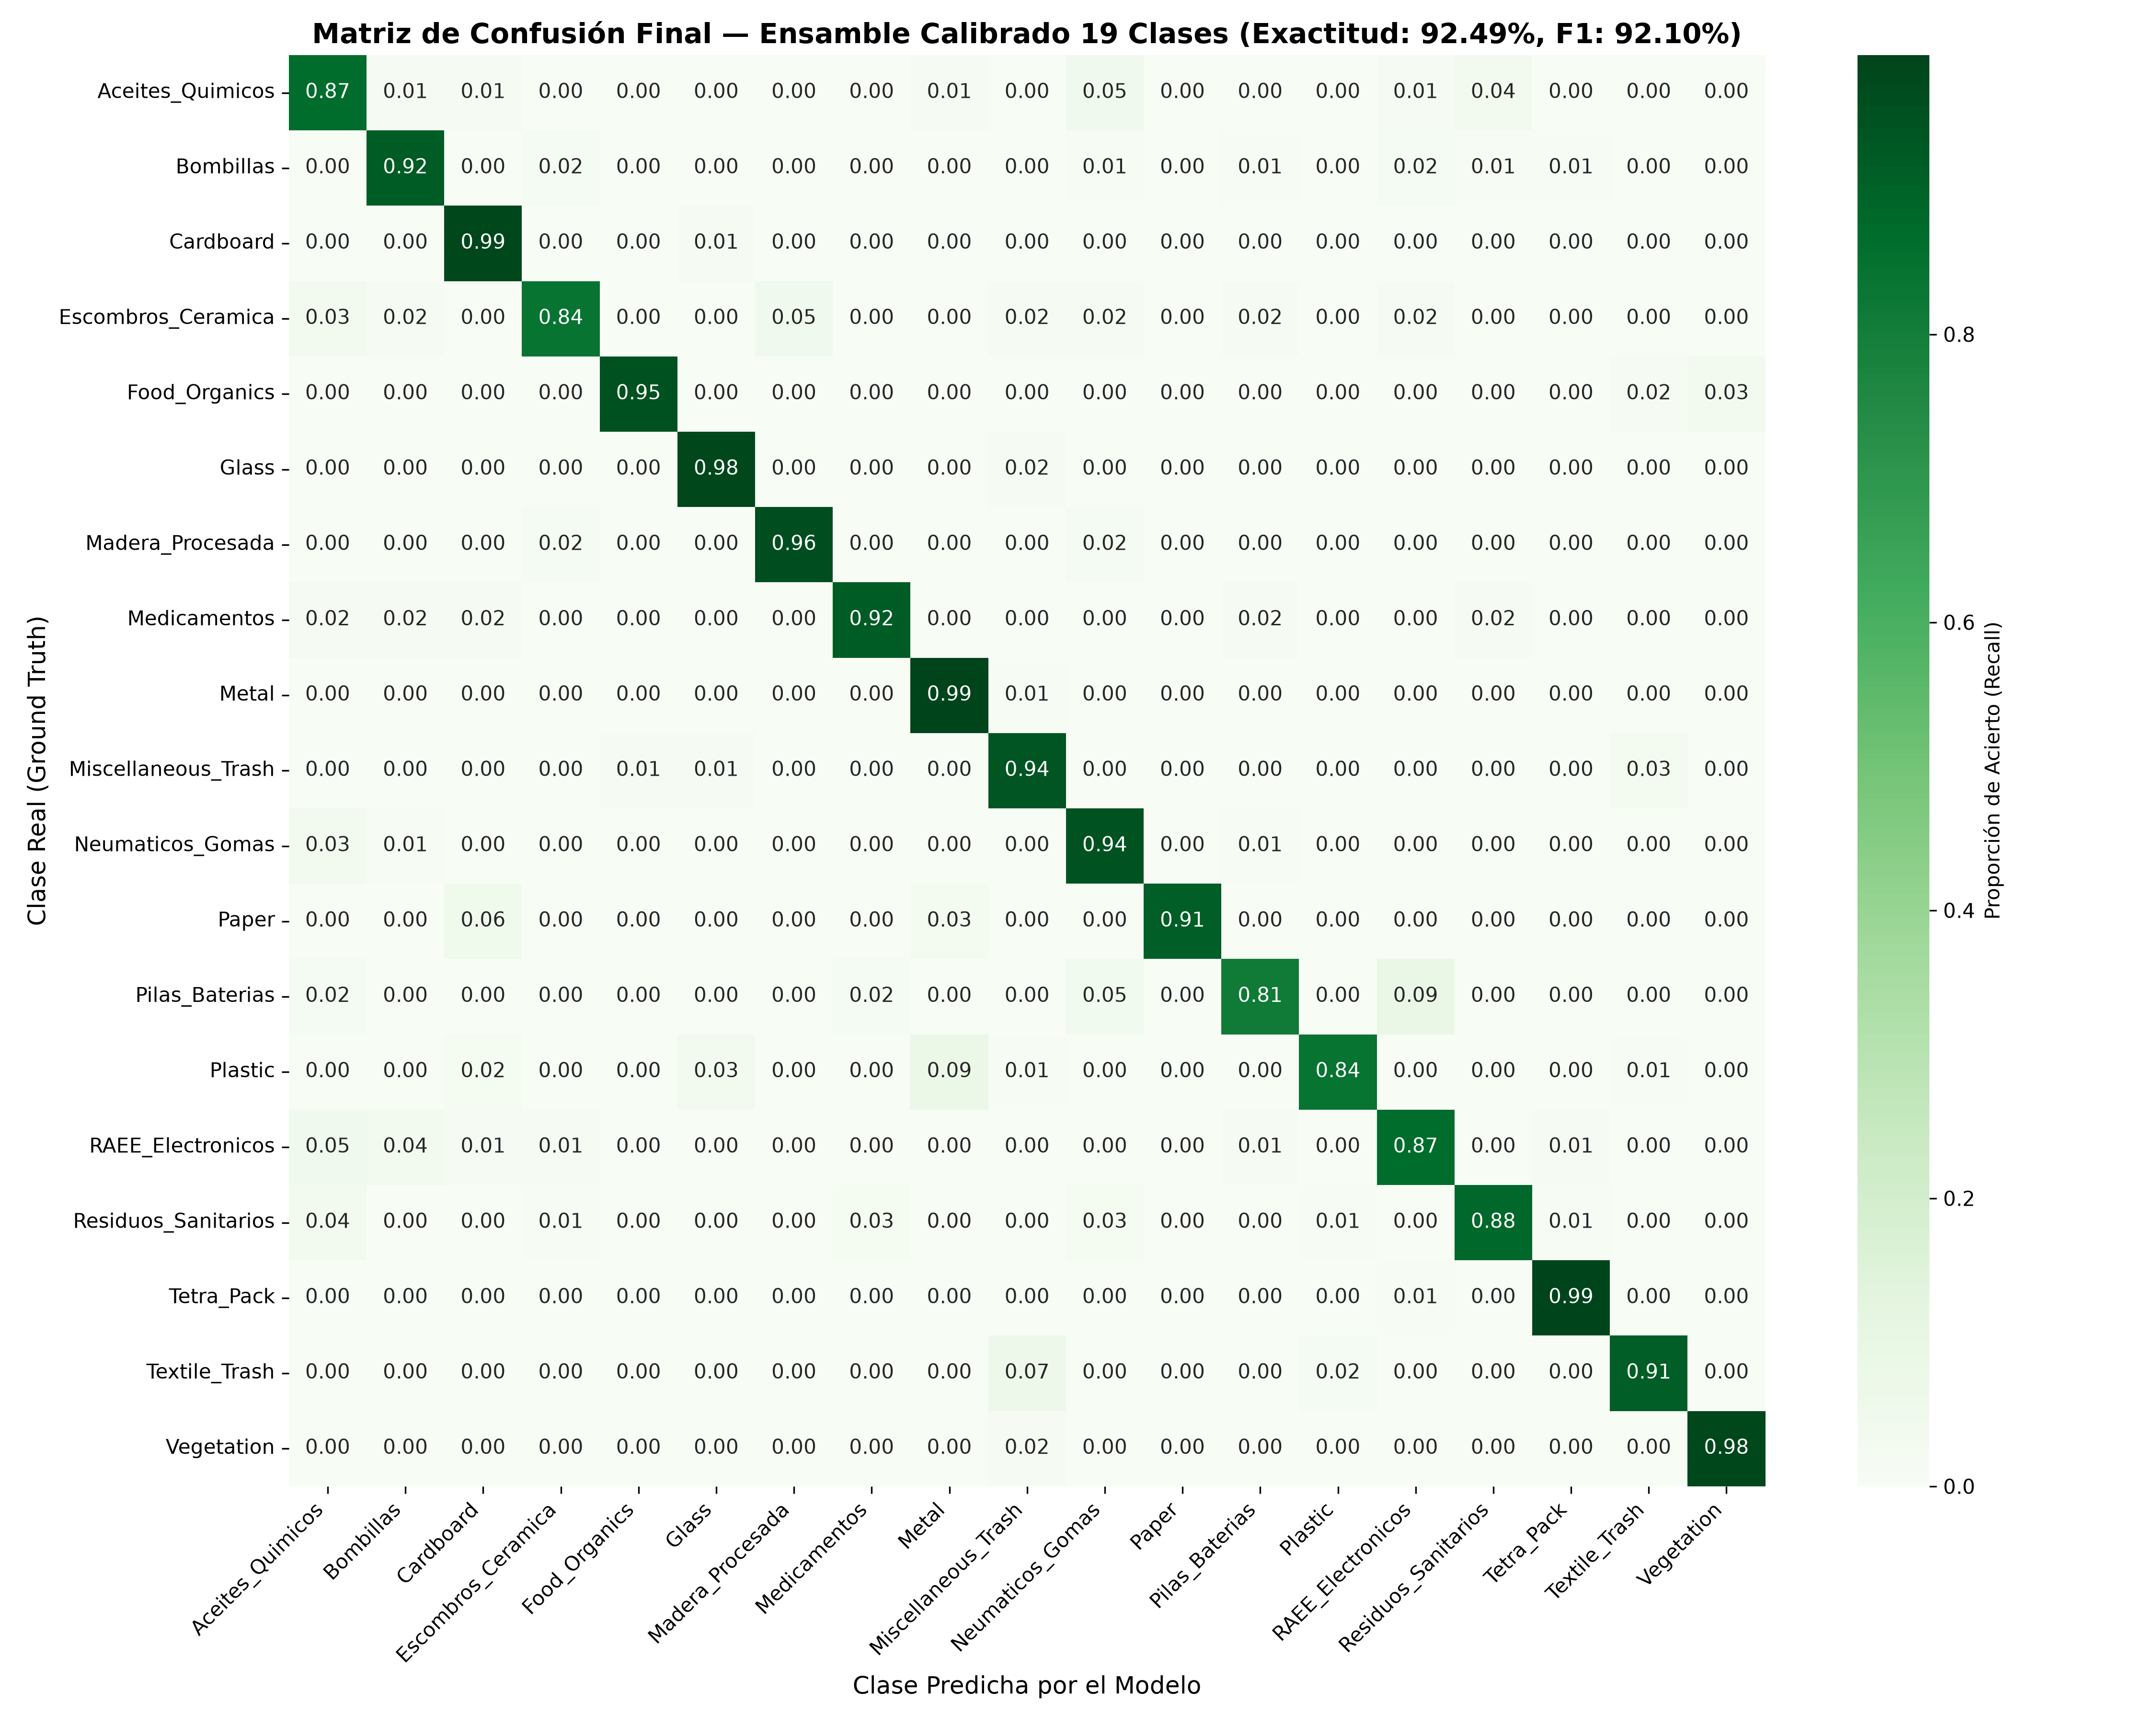 Matriz de Confusión Final — Ensamble Calibrado 19 Clases (Exactitud: 92.49%, F1: 92.10%)
Clase Real (Ground Truth)
Aceites_Quimicos 0.87 0.01 0.01 0.00 0.00 0.00 0.00 0.00 0.01 0.00 0.05 0.00 0.00 0.00 0.01 0.04 0.00 0.00 0.00
Bombillas 0.00 0.92 0.00 0.02 0.00 0.00 0.00 0.00 0.00 0.00 0.01 0.00 0.01 0.00 0.02 0.01 0.01 0.00 0.00
Cardboard 0.00 0.00 0.99 0.00 0.00 0.01 0.00 0.00 0.00 0.00 0.00 0.00 0.00 0.00 0.00 0.00 0.00 0.00 0.00
Escombros_Ceramica 0.03 0.02 0.00 0.84 0.00 0.00 0.05 0.00 0.00 0.02 0.02 0.00 0.02 0.00 0.02 0.00 0.00 0.00 0.00
Food_Organics 0.00 0.00 0.00 0.00 0.95 0.00 0.00 0.00 0.00 0.00 0.00 0.00 0.00 0.00 0.00 0.00 0.00 0.02 0.03
Glass 0.00 0.00 0.00 0.00 0.00 0.98 0.00 0.00 0.00 0.02 0.00 0.00 0.00 0.00 0.00 0.00 0.00 0.00 0.00
Madera_Procesada 0.00 0.00 0.00 0.02 0.00 0.00 0.96 0.00 0.00 0.00 0.02 0.00 0.00 0.00 0.00 0.00 0.00 0.00 0.00
Medicamentos 0.02 0.02 0.02 0.00 0.00 0.00 0.00 0.92 0.00 0.00 0.00 0.00 0.02 0.00 0.00 0.02 0.00 0.00 0.00
Metal 0.00 0.00 0.00 0.00 0.00 0.00 0.00 0.00 0.99 0.01 0.00 0.00 0.00 0.00 0.00 0.00 0.00 0.00 0.00
Miscellaneous_Trash 0.00 0.00 0.00 0.00 0.01 0.01 0.00 0.00 0.00 0.94 0.00 0.00 0.00 0.00 0.00 0.00 0.00 0.03 0.00
Neumaticos_Gomas 0.03 0.01 0.00 0.00 0.00 0.00 0.00 0.00 0.00 0.00 0.94 0.00 0.01 0.00 0.00 0.00 0.00 0.00 0.00
Paper 0.00 0.00 0.06 0.00 0.00 0.00 0.00 0.00 0.03 0.00 0.00 0.91 0.00 0.00 0.00 0.00 0.00 0.00 0.00
Pilas_Baterias 0.02 0.00 0.00 0.00 0.00 0.00 0.00 0.02 0.00 0.00 0.05 0.00 0.81 0.00 0.09 0.00 0.00 0.00 0.00
Plastic 0.00 0.00 0.02 0.00 0.00 0.03 0.00 0.00 0.09 0.01 0.00 0.00 0.00 0.84 0.00 0.00 0.00 0.01 0.00
RAEE_Electronicos 0.05 0.04 0.01 0.01 0.00 0.00 0.00 0.00 0.00 0.00 0.00 0.00 0.01 0.00 0.87 0.00 0.01 0.00 0.00
Residuos_Sanitarios 0.04 0.00 0.00 0.01 0.00 0.00 0.00 0.03 0.00 0.00 0.03 0.00 0.00 0.01 0.00 0.88 0.01 0.00 0.00
Tetra_Pack 0.00 0.00 0.00 0.00 0.00 0.00 0.00 0.00 0.00 0.00 0.00 0.00 0.00 0.00 0.01 0.00 0.99 0.00 0.00
Textile_Trash 0.00 0.00 0.00 0.00 0.00 0.00 0.00 0.00 0.00 0.07 0.00 0.00 0.00 0.02 0.00 0.00 0.00 0.91 0.00
Vegetation 0.00 0.00 0.00 0.00 0.00 0.00 0.00 0.00 0.00 0.02 0.00 0.00 0.00 0.00 0.00 0.00 0.00 0.00 0.98
Aceites_Quimicos
Bombillas
Cardboard
Escombros_Ceramica
Food_Organics
Glass
Madera_Procesada
Medicamentos
Metal
Miscellaneous_Trash
Neumaticos_Gomas
Paper
Pilas_Baterias
Plastic
RAEE_Electronicos
Residuos_Sanitarios
Tetra_Pack
Textile_Trash
Vegetation
Clase Predicha por el Modelo
0.8
0.6
0.4
0.2
0.0
Proporción de Acierto (Recall)